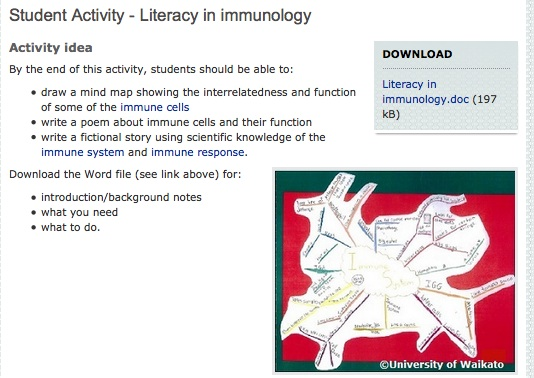 Student Activity - Literacy in immunology
Activity idea
By the end of this activity, students should be able to:
draw a mind map showing the interrelatedness and function
of some of the immune cells
write a poem about immune cells and their function
write a fictional story using scientific knowledge of the
immune system and immune response.
Download the Word file (see link above) for:
introduction/background notes
what you need
what to do.
DOWNLOAD
Literacy in
immunology.doc (197
kB)
Immune
System
IGG
©University of Waikato